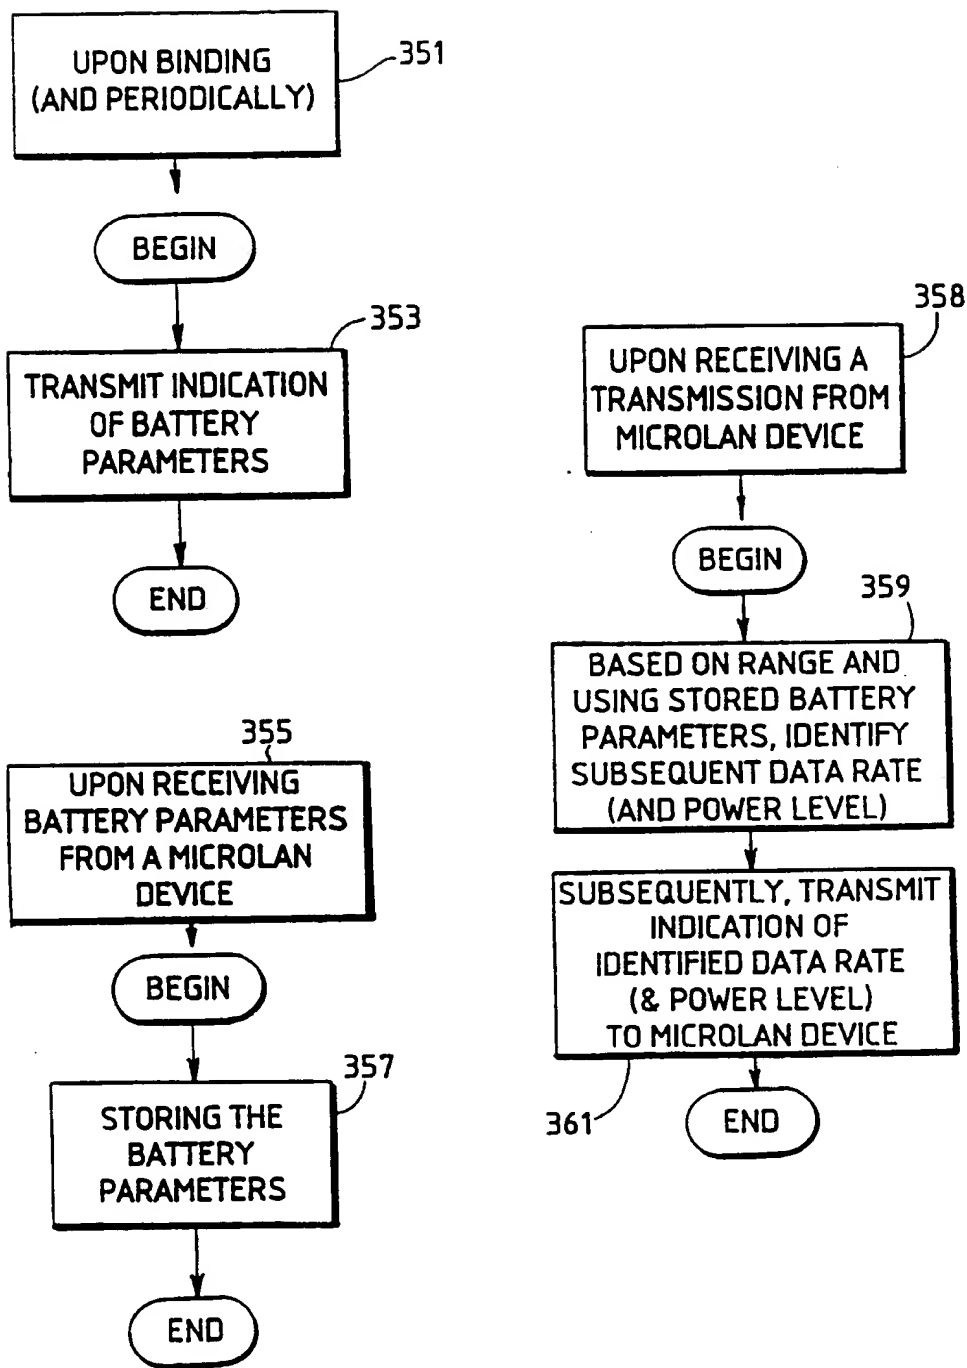 UPON BINDING
(AND PERIODICALLY)
351
BEGIN
353
TRANSMIT INDICATION
OF BATTERY
PARAMETERS
END
355
UPON RECEIVING
BATTERY PARAMETERS
FROM A MICROLAN
DEVICE
BEGIN
357
STORING THE
BATTERY
PARAMETERS
END
358
UPON RECEIVING A
TRANSMISSION FROM
MICROLAN DEVICE
BEGIN
359
BASED ON RANGE AND
USING STORED BATTERY
PARAMETERS, IDENTIFY
SUBSEQUENT DATA RATE
(AND POWER LEVEL)
SUBSEQUENTLY, TRANSMIT
INDICATION OF
IDENTIFIED DATA RATE
(& POWER LEVEL)
TO MICROLAN DEVICE
361
END